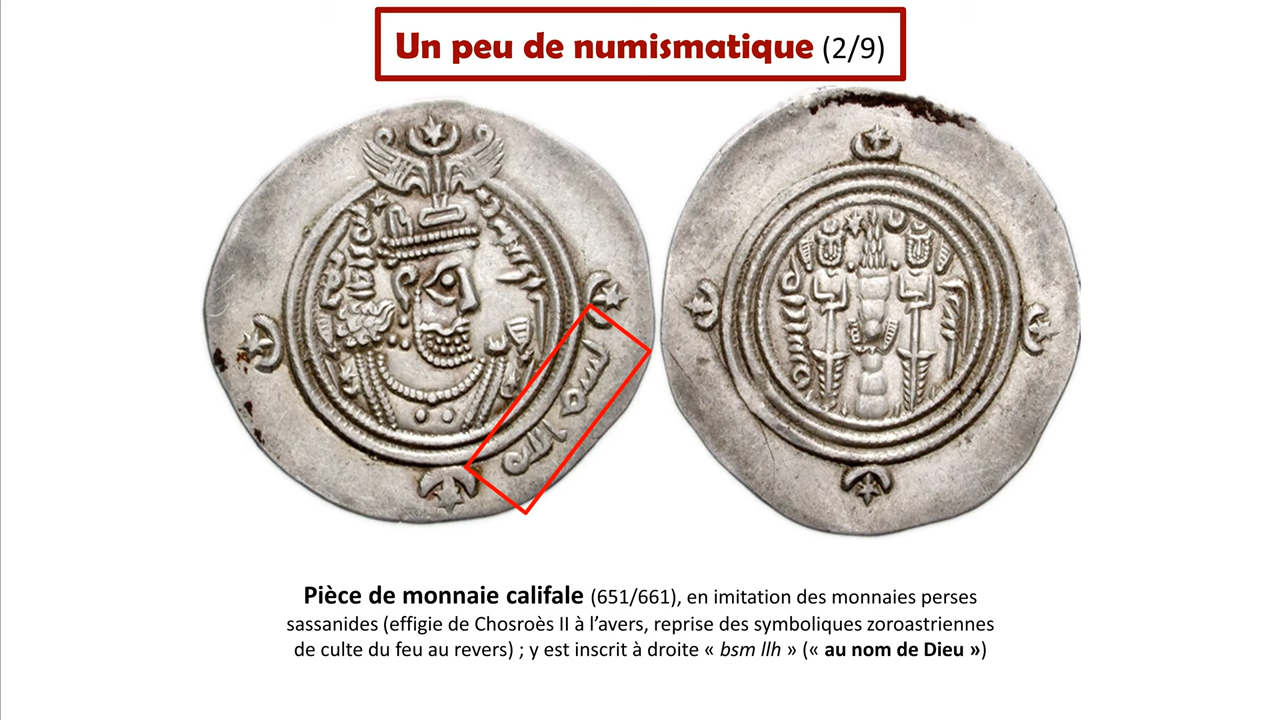 Un peu de numismatique (2/9)
Pièce de monnaie califale (651/661), en imitation des monnaies perses
sassanides (effigie de Chosroès II à l’avers, reprise des symboliques zoroastriennes
de culte du feu au revers) ; y est inscrit à droite « bsm llh » (« au nom de Dieu »)